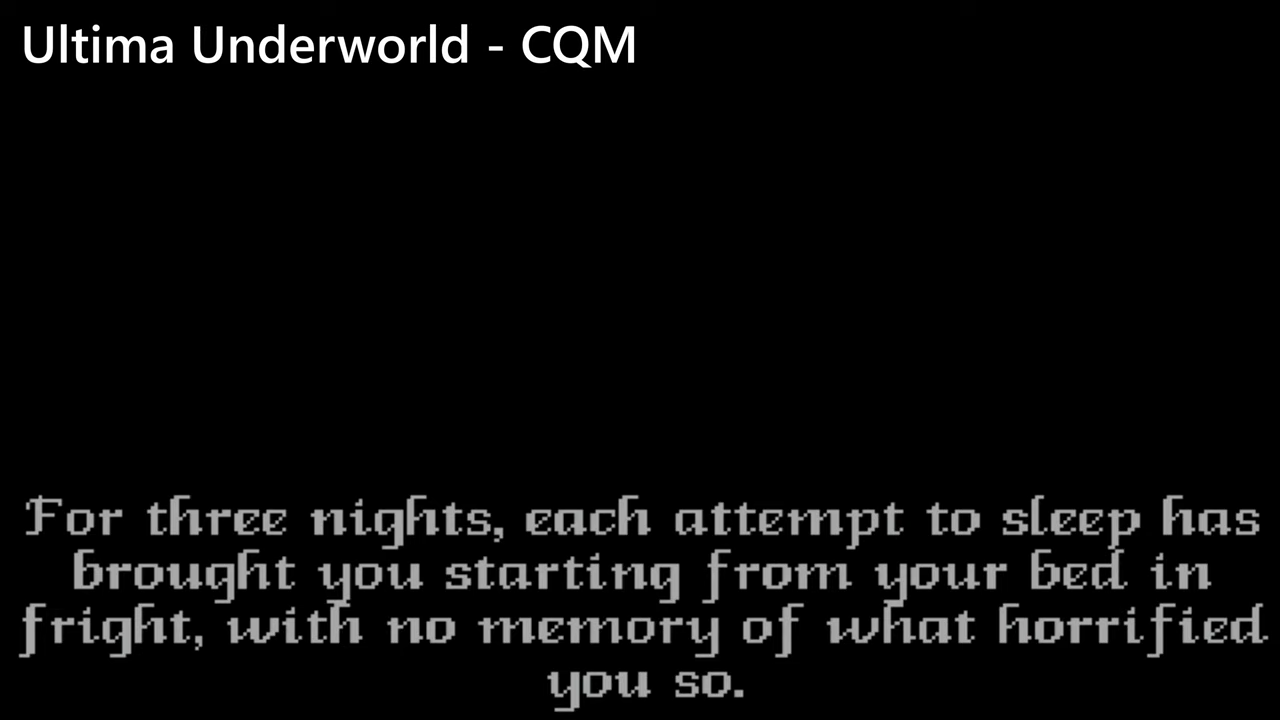 Ultima Underworld - CQM
For three nights, each attempt to sleep has
brought you starting from your bed in
fright, with no memory of what horrified
you so.